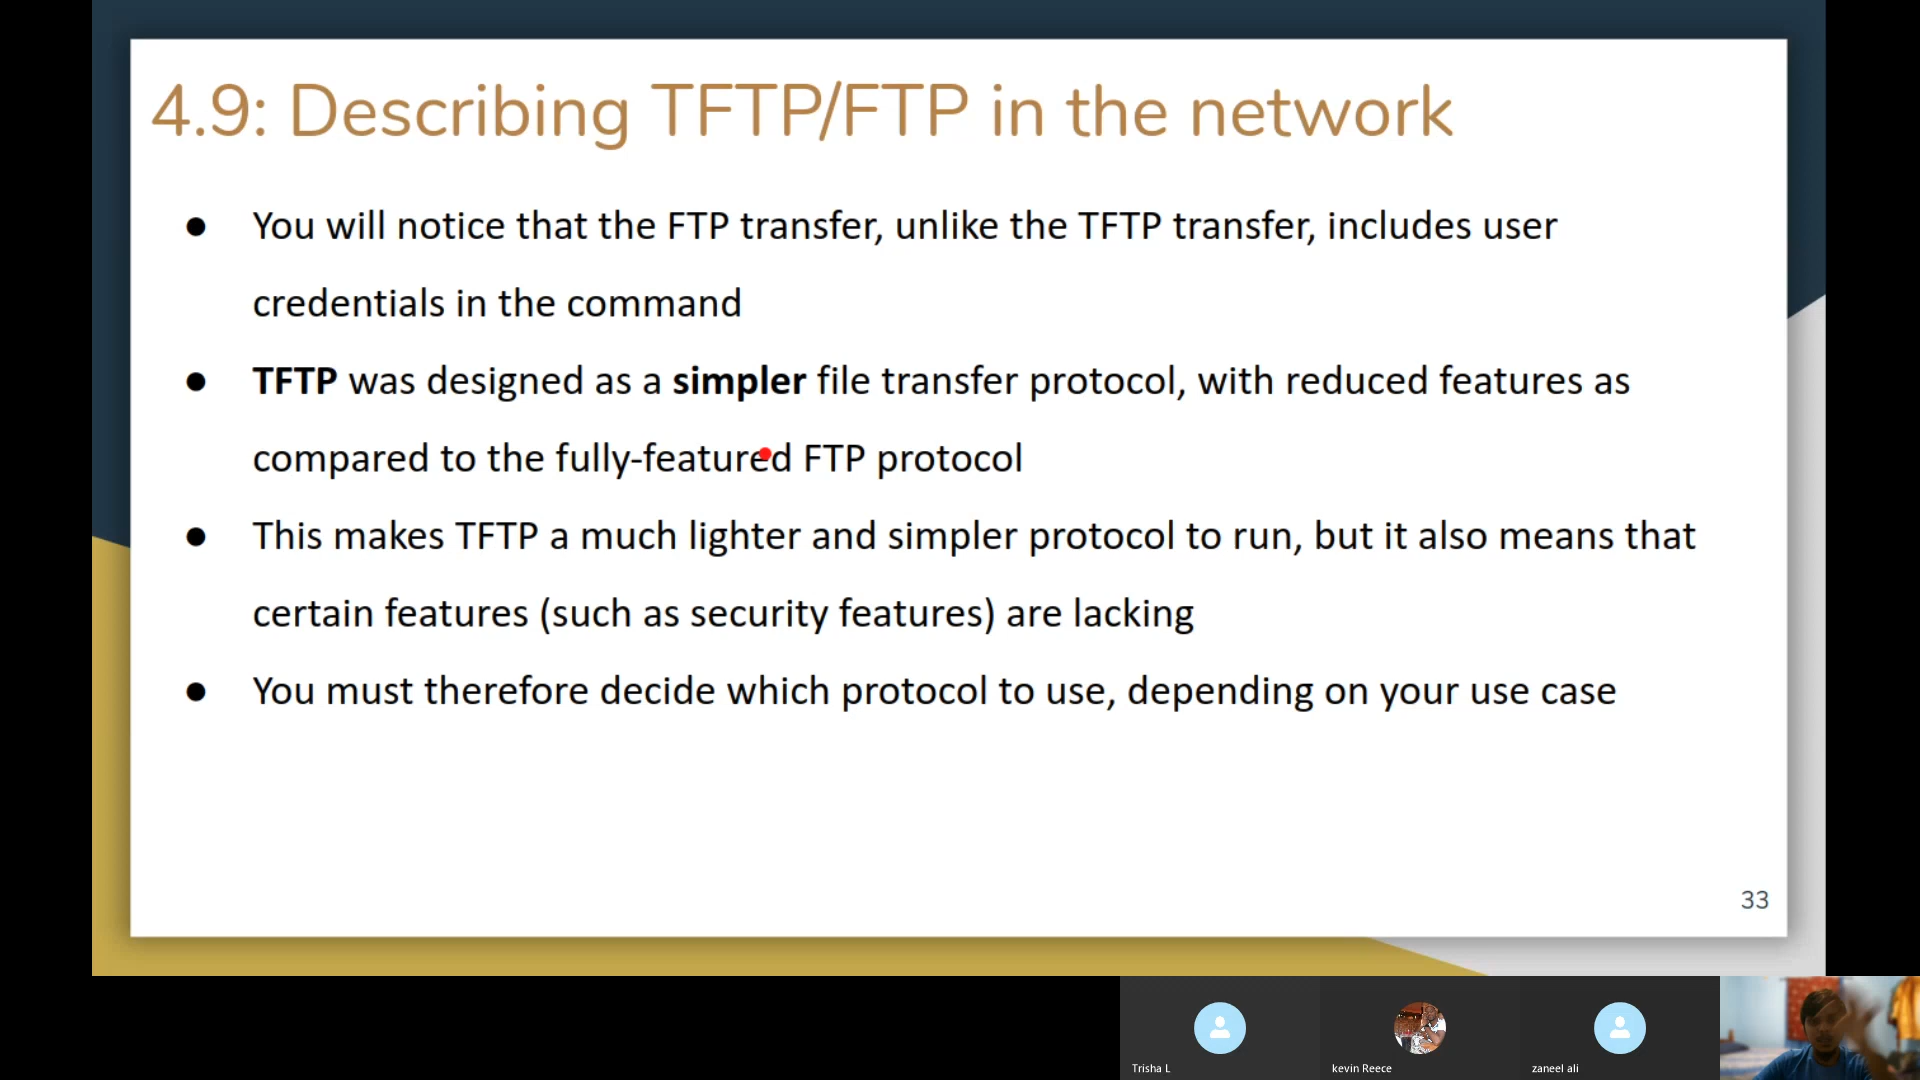 4.9: Describing TFTP/FTP in the network
● You will notice that the FTP transfer, unlike the TFTP transfer, includes user
credentials in the command
● TFTP was designed as a simpler file transfer protocol, with reduced features as
compared to the fully-featured FTP protocol
● This makes TFTP a much lighter and simpler protocol to run, but it also means that
certain features (such as security features) are lacking
● You must therefore decide which protocol to use, depending on your use case
33
Trisha L
kevin Reece
zaneel ali